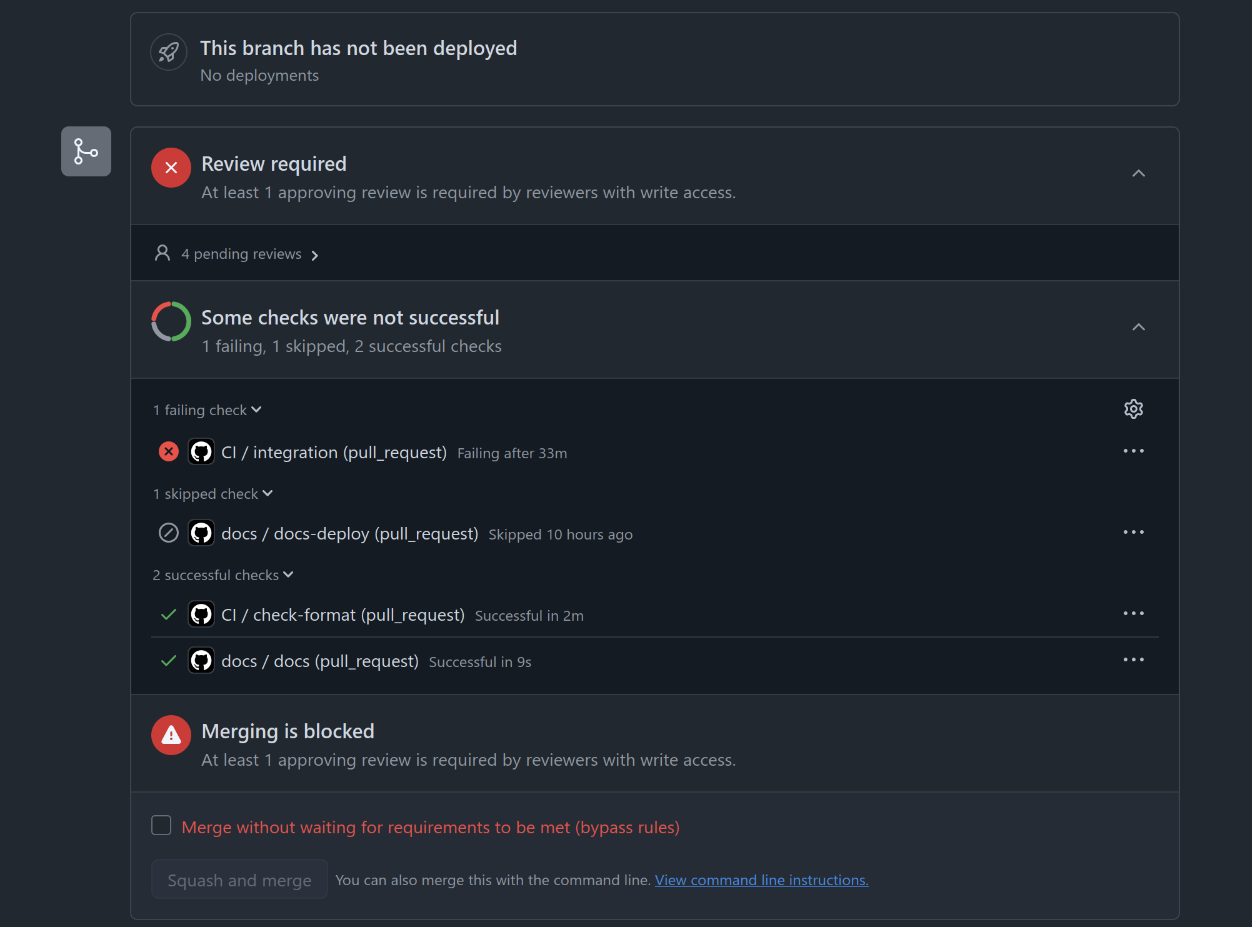 This branch has not been deployed
No deployments
Review required
At least 1 approving review is required by reviewers with write access.
4 pending reviews
Some checks were not successful
1 failing, 1 skipped, 2 successful checks
1 failing check
CI / integration (pull_request) Failing after 33m
1 skipped check
docs / docs-deploy (pull_request) Skipped 10 hours ago
2 successful checks
CI / check-format (pull_request) Successful in 2m
docs / docs (pull_request) Successful in 9s
Merging is blocked
At least 1 approving review is required by reviewers with write access.
Merge without waiting for requirements to be met (bypass rules)
Squash and merge You can also merge this with the command line. View command line instructions.